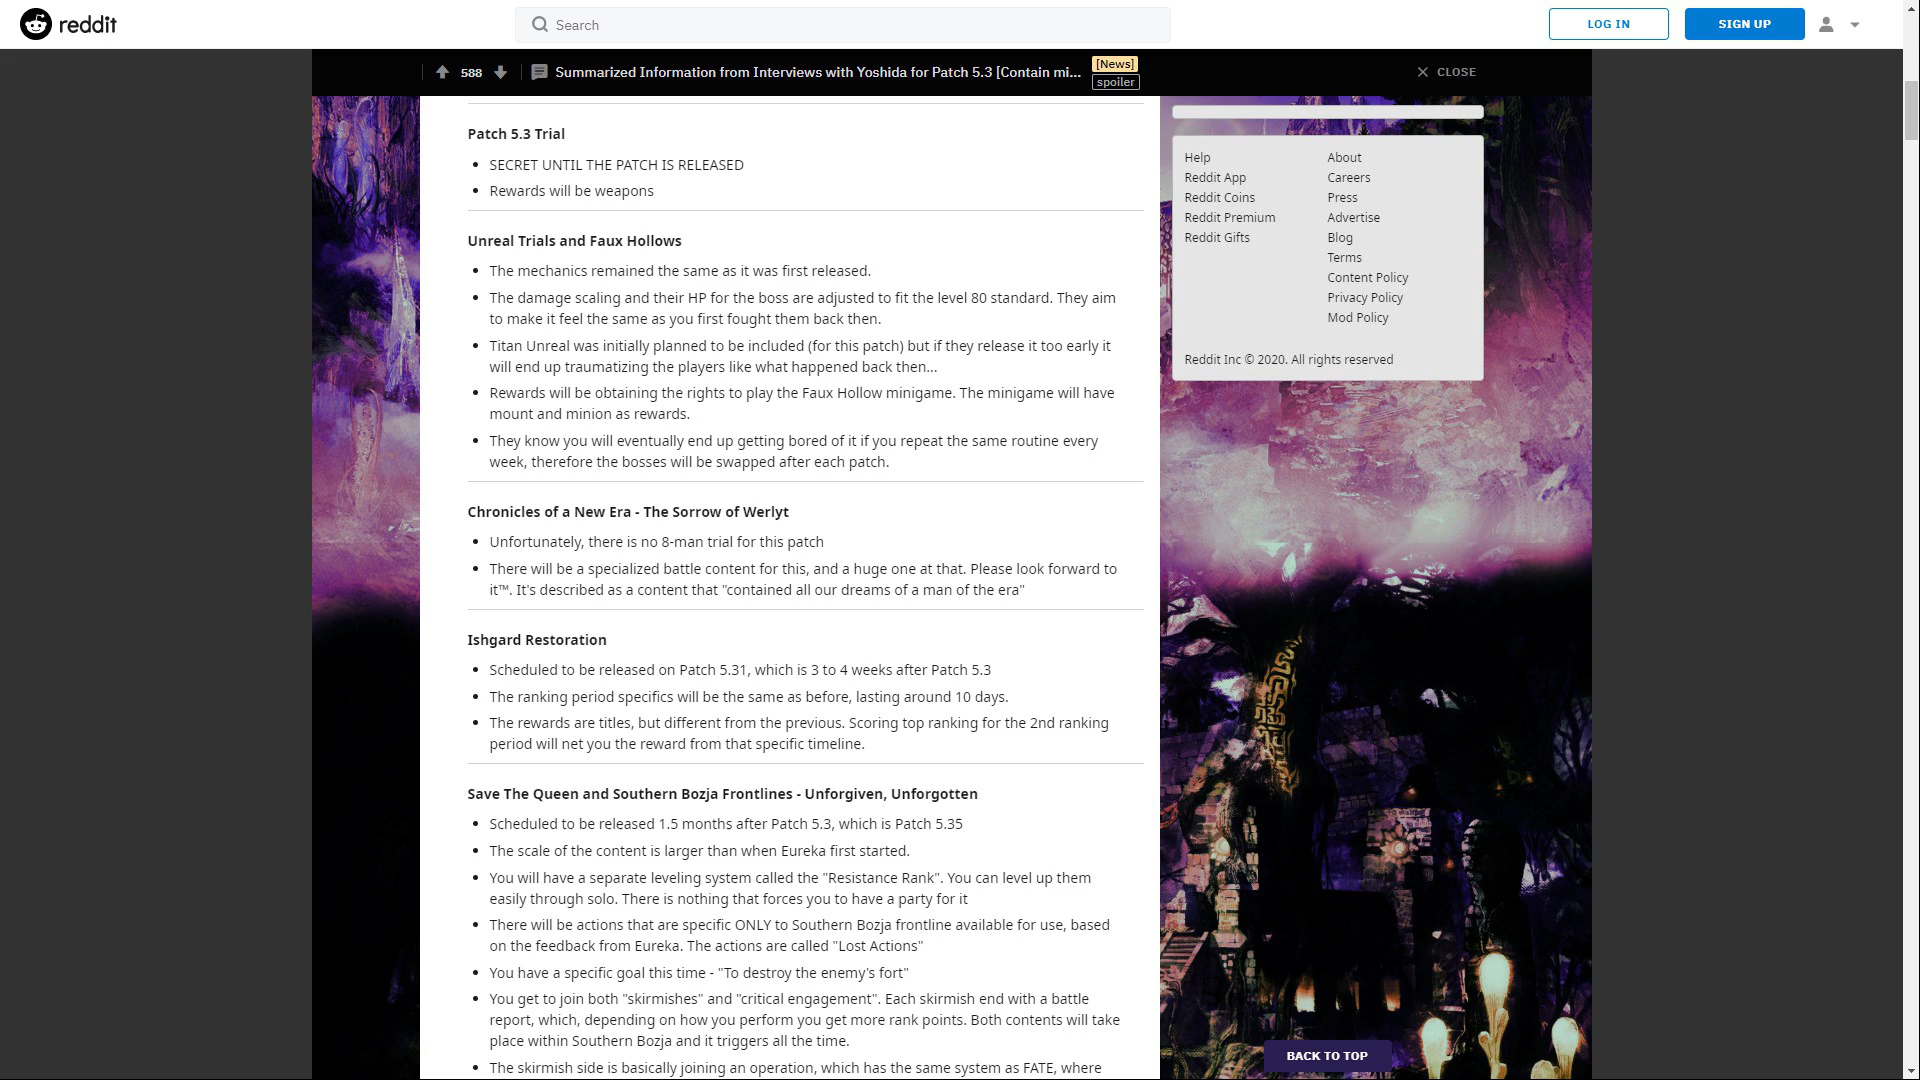 reddit
Search
LOG IN
SIGN UP
588
Summarized Information from Interviews with Yoshida for Patch 5.3 [Contain mi...
[News]
spoiler
CLOSE
Patch 5.3 Trial
SECRET UNTIL THE PATCH IS RELEASED
Rewards will be weapons
Unreal Trials and Faux Hollows
The mechanics remained the same as it was first released.
The damage scaling and their HP for the boss are adjusted to fit the level 80 standard. They aim
to make it feel the same as you first fought them back then.
Titan Unreal was initially planned to be included (for this patch) but if they release it too early it
will end up traumatizing the players like what happened back then...
Rewards will be obtaining the rights to play the Faux Hollow minigame. The minigame will have
mount and minion as rewards.
They know you will eventually end up getting bored of it if you repeat the same routine every
week, therefore the bosses will be swapped after each patch.
Chronicles of a New Era - The Sorrow of Werlyt
Unfortunately, there is no 8-man trial for this patch
There will be a specialized battle content for this, and a huge one at that. Please look forward to
it™. It's described as a content that "contained all our dreams of a man of the era"
Ishgard Restoration
Scheduled to be released on Patch 5.31, which is 3 to 4 weeks after Patch 5.3
The ranking period specifics will be the same as before, lasting around 10 days.
The rewards are titles, but different from the previous. Scoring top ranking for the 2nd ranking
period will net you the reward from that specific timeline.
Save The Queen and Southern Bozja Frontlines - Unforgiven, Unforgotten
Scheduled to be released 1.5 months after Patch 5.3, which is Patch 5.35
The scale of the content is larger than when Eureka first started.
You will have a separate leveling system called the "Resistance Rank". You can level up them
easily through solo. There is nothing that forces you to have a party for it
There will be actions that are specific ONLY to Southern Bozja frontline available for use, based
on the feedback from Eureka. The actions are called "Lost Actions"
You have a specific goal this time - "To destroy the enemy's fort"
You get to join both "skirmishes" and "critical engagement". Each skirmish end with a battle
report, which, depending on how you perform you get more rank points. Both contents will take
place within Southern Bozja and it triggers all the time.
The skirmish side is basically joining an operation, which has the same system as FATE, where
Help
Reddit App
Reddit Coins
Reddit Premium
Reddit Gifts
About
Careers
Press
Advertise
Blog
Terms
Content Policy
Privacy Policy
Mod Policy
Reddit Inc © 2020. All rights reserved
BACK TO TOP